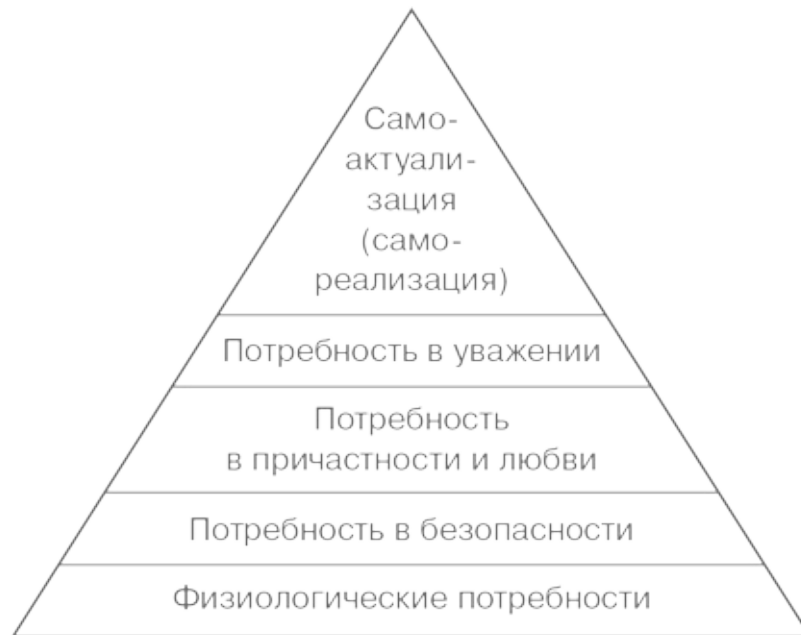 Само-
актуали-
зация
(само-
реализация)
Потребность в уважении
Потребность
в причастности и любви
Потребность в безопасности
Физиологические потребности